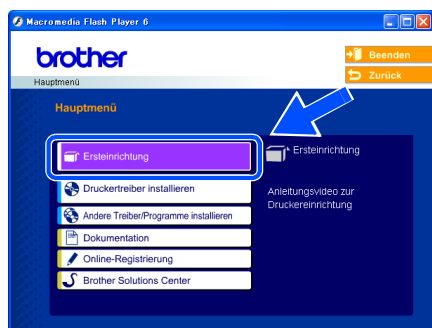 Macromedia Flash Player 6
brother
Beenden
Zurück
Hauptmenü
Hauptmenü
Ersteinrichtung
Druckertreiber installieren
Andere Treiber/Programme installieren
Dokumentation
Online-Registrierung
Brother Solutions Center
Ersteinrichtung
Anleitungsvideo zur
Druckereinrichtung